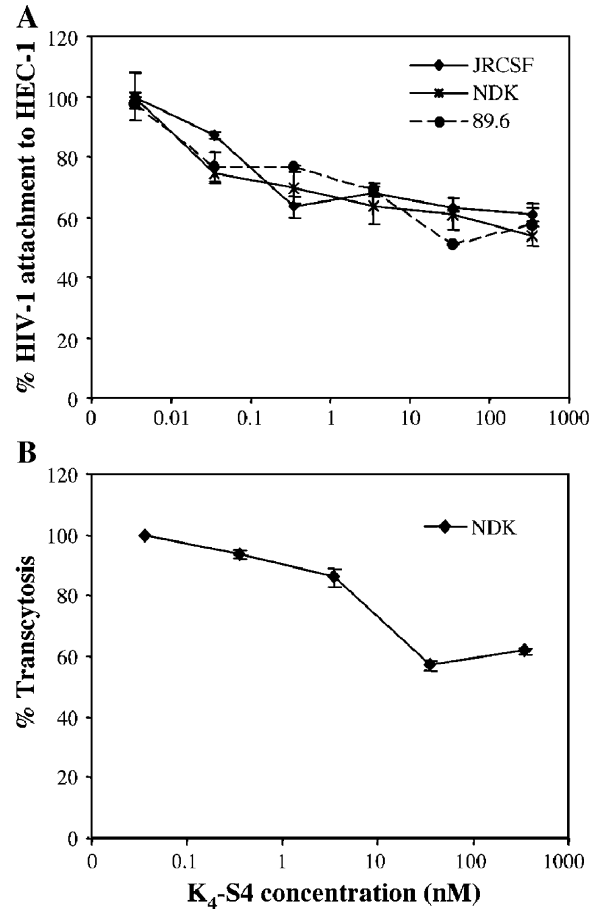 A
% HIV-1 attachment to HEC-1
120
100
80
60
40
20
0
JRCSF
NDK
89.6
0 0.01 0.1 1 10 100 1000
B
% Transcytosis
120
100
80
60
40
20
0
NDK
0 0.1 1 10 100 1000
K4-S4 concentration (nM)